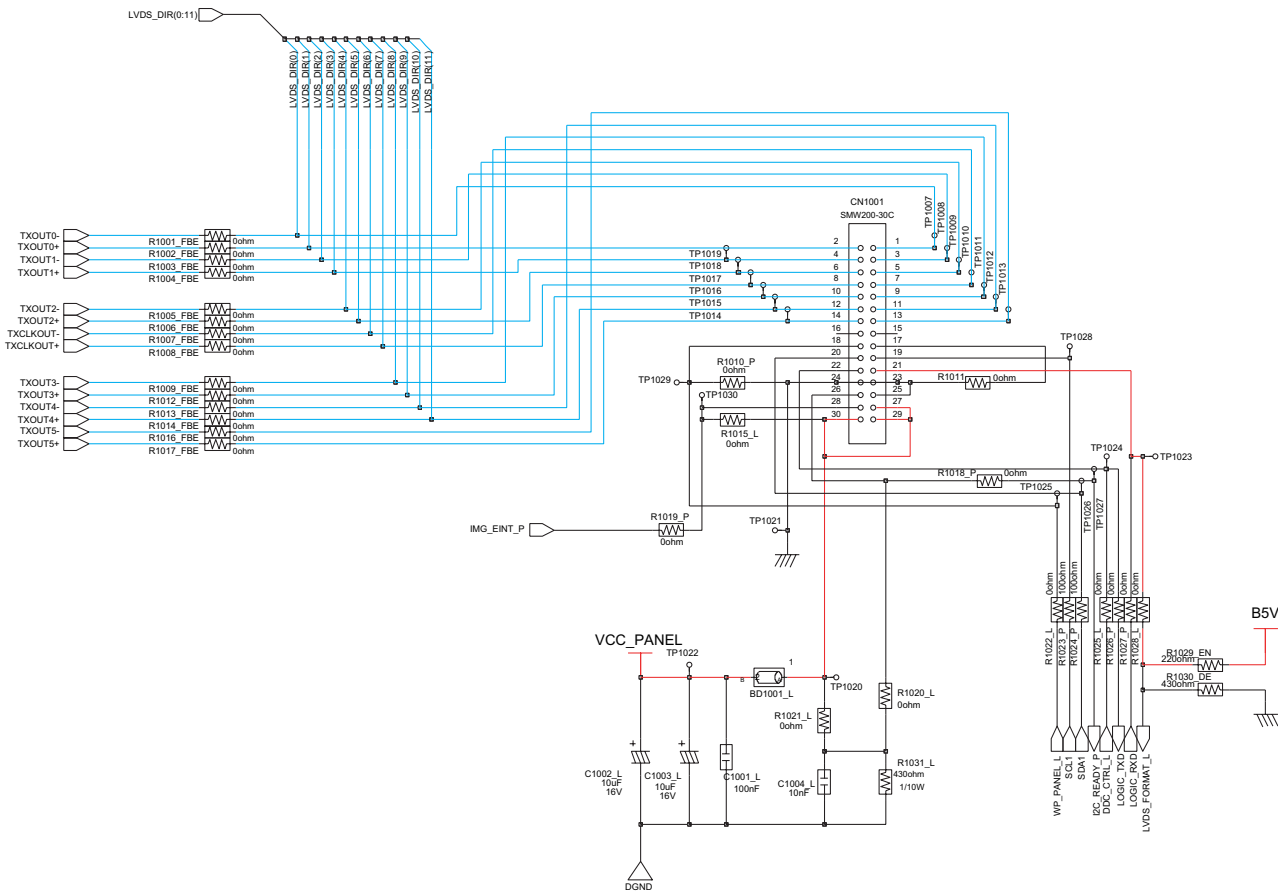 LVDS_DIR(0:11)
LVDS_DIR(0)
LVDS_DIR(1)
LVDS_DIR(2)
LVDS_DIR(3)
LVDS_DIR(4)
LVDS_DIR(5)
LVDS_DIR(6)
LVDS_DIR(7)
LVDS_DIR(8)
LVDS_DIR(9)
LVDS_DIR(10)
LVDS_DIR(11)
CN1001
SMW200-30C
TXOUT0-
TXOUT0+
TXOUT1-
TXOUT1+
R1001_FBE 0ohm
R1002_FBE 0ohm
R1003_FBE 0ohm
R1004_FBE 0ohm
TXOUT2-
TXOUT2+
TXCLKOUT-
TXCLKOUT+
R1005_FBE 0ohm
R1006_FBE 0ohm
R1007_FBE 0ohm
R1008_FBE 0ohm
TXOUT3-
TXOUT3+
TXOUT4-
TXOUT4+
TXOUT5-
TXOUT5+
R1009_FBE 0ohm
R1012_FBE 0ohm
R1013_FBE 0ohm
R1014_FBE 0ohm
R1016_FBE 0ohm
R1017_FBE 0ohm
TP1019
TP1018
TP1017
TP1016
TP1015
TP1014
2 1
4 3
6 5
8 7
10 9
12 11
14 13
16 15
18 17
20 19
22 21
24 23
26 25
28 27
30 29
TP1007
TP1008
TP1009
TP1010
TP1011
TP1012
TP1013
TP1028
TP1029
R1010_P
0ohm
TP1030
R1015_L
0ohm
R1011 0ohm
R1018_P 0ohm
TP1024
TP1023
TP1025
TP1026
TP1027
IMG_EINT_P
R1019_P
0ohm
TP1021
VCC_PANEL
TP1022
B 2 1
BD1001_L
TP1020
C1002_L
10uF
16V
C1003_L
10uF
16V
C1001_L
100nF
R1021_L
0ohm
C1004_L
10nF
R1020_L
0ohm
R1031_L
430ohm
1/10W
DGND
0ohm
100ohm
100ohm
0ohm
0ohm
0ohm
0ohm
R1022_L
R1023_P
R1024_P
R1025_L
R1026_P
R1027_P
R1028_L
WP_PANEL_L
SCL1
SDA1
I2C_READY_P
DDC_CTRL_L
LOGIC_TXD
LOGIC_RXD
LVDS_FORMAT_L
B5V
R1029_EN
220ohm
R1030_DE
430ohm